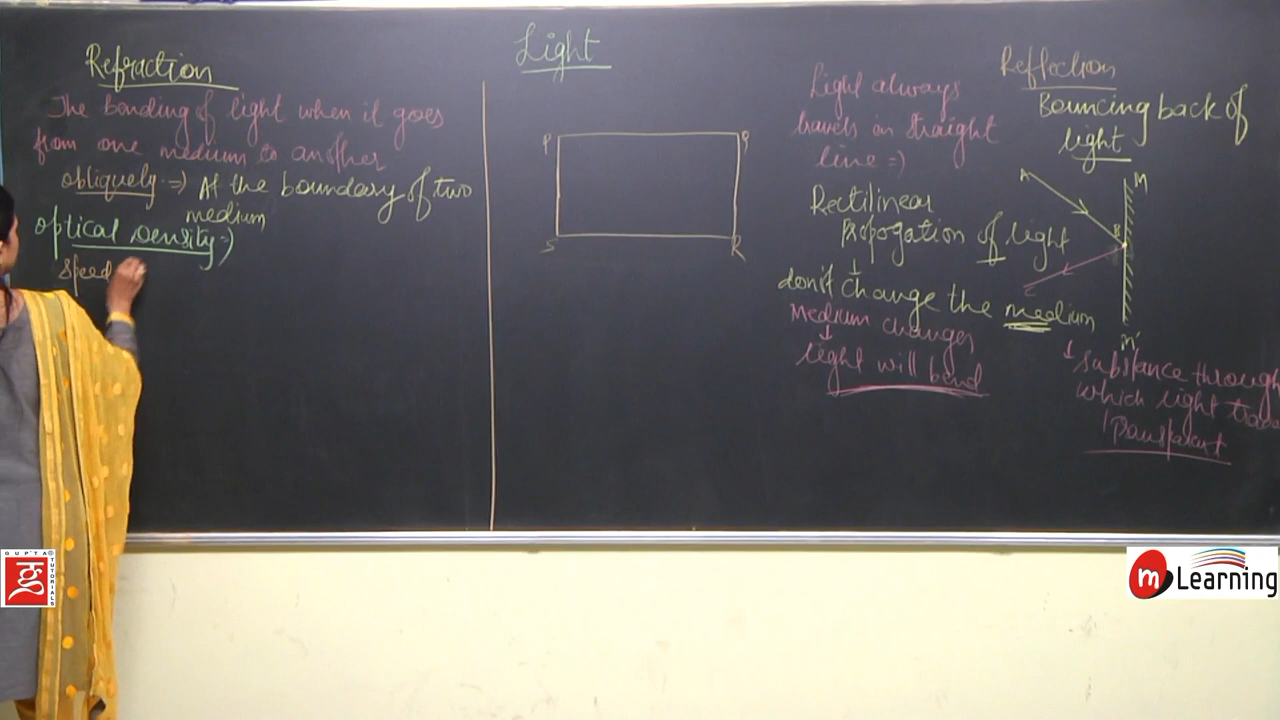 Light
Refraction
The bending of light when it goes
from one medium to another
obliquely => At the boundary of two
medium
optical density =>
speed
P
Q
S
R
Light always
travels in straight
line =>
Rectilinear
Propogation of light
don't change the medium
Medium changes
light will bend
Reflection
Bouncing back of
light
A
M
B
C
M'
substance through
which light
Transparent
GUPTA
TUTORIALS
m Learning